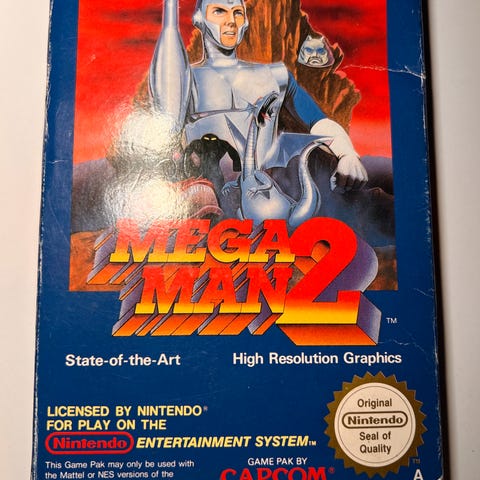 MEGA
MAN 2
TM
State-of-the-Art High Resolution Graphics
LICENSED BY NINTENDO®
FOR PLAY ON THE
Nintendo ENTERTAINMENT SYSTEM™
Original
Nintendo
Seal of
Quality
TM
This Game Pak may only be used with
the Mattel or NES versions of the
GAME PAK BY
CAPCOM
A